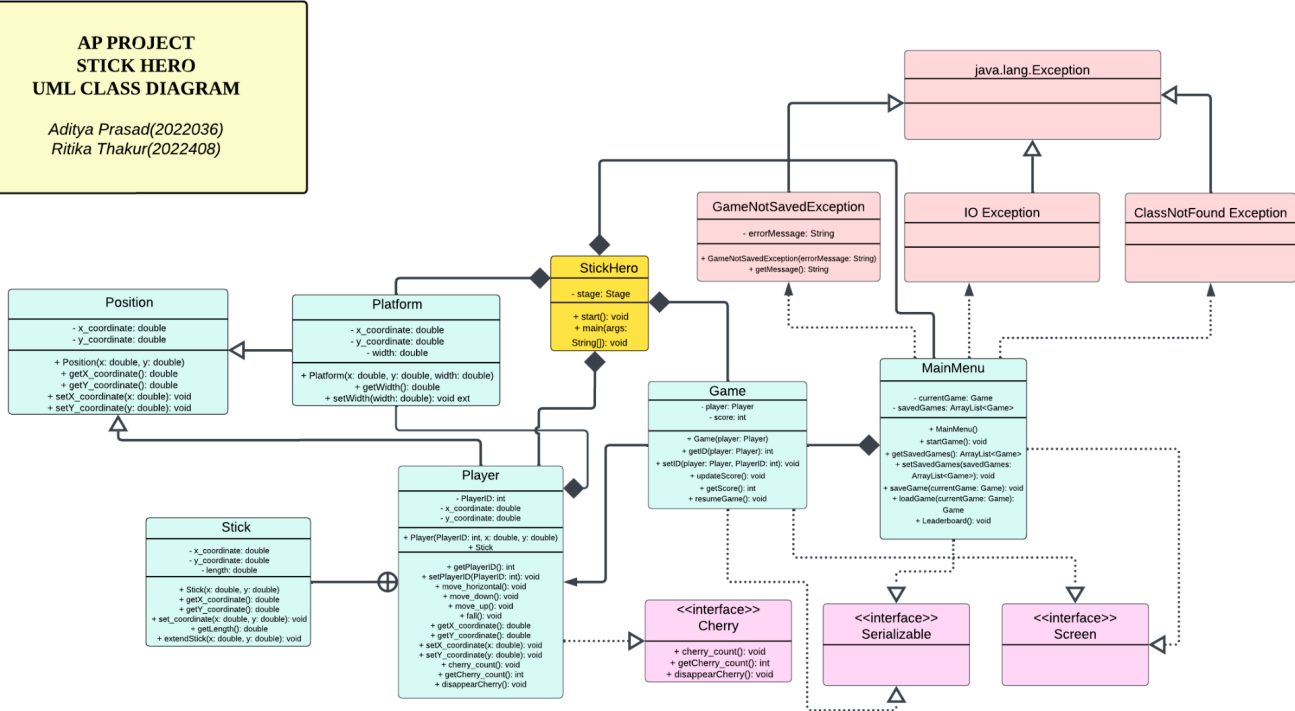 AP PROJECT
STICK HERO
UML CLASS DIAGRAM
Aditya Prasad(2022036)
Ritika Thakur(2022408)
java.lang.Exception
GameNotSavedException
- errorMessage: String
+ GameNotSavedException(errorMessage: String)
+ getMessage(): String
IO Exception
ClassNotFound Exception
StickHero
- stage: Stage
+ start(): void
+ main(args:
String[]): void
Position
- x_coordinate: double
- y_coordinate: double
+ Position(x: double, y: double)
+ getX_coordinate(): double
+ getY_coordinate(): double
+ setX_coordinate(x: double): void
+ setY_coordinate(y: double): void
Platform
- x_coordinate: double
- y_coordinate: double
- width: double
+ Platform(x: double, y: double, width: double)
+ getWidth(): double
+ setWidth(width: double): void ext
Game
- player: Player
- score: int
+ Game(player: Player)
+ getID(player: Player): int
+ setID(player: Player, PlayerID: int): void
+ updateScore(): void
+ getScore(): int
+ resumeGame(): void
MainMenu
- currentGame: Game
- savedGames: ArrayList<Game>
+ MainMenu()
+ startGame(): void
+ getSavedGames(): ArrayList<Game>
+ setSavedGames(savedGames:
ArrayList<Game>): void
+ saveGame(currentGame: Game): void
+ loadGame(currentGame: Game):
Game
+ Leaderboard(): void
Player
- PlayerID: int
- x_coordinate: double
- y_coordinate: double
+ Player(PlayerID: int, x: double, y: double)
+ Stick
+ getPlayerID(): int
+ setPlayerID(PlayerID: int): void
+ move_horizontal(): void
+ move_down(): void
+ move_up(): void
+ fall(): void
+ getX_coordinate(): double
+ getY_coordinate(): double
+ setX_coordinate(x: double): void
+ setY_coordinate(y: double): void
+ cherry_count(): void
+ getCherry_count(): int
+ disappearCherry(): void
Stick
- x_coordinate: double
- y_coordinate: double
- length: double
+ Stick(x: double, y: double)
+ getX_coordinate(): double
+ getY_coordinate(): double
+ set_coordinate(x: double, y: double): void
+ getLength(): double
+ extendStick(x: double, y: double): void
<<interface>>
Cherry
+ cherry_count(): void
+ getCherry_count(): int
+ disappearCherry(): void
<<interface>>
Serializable
<<interface>>
Screen